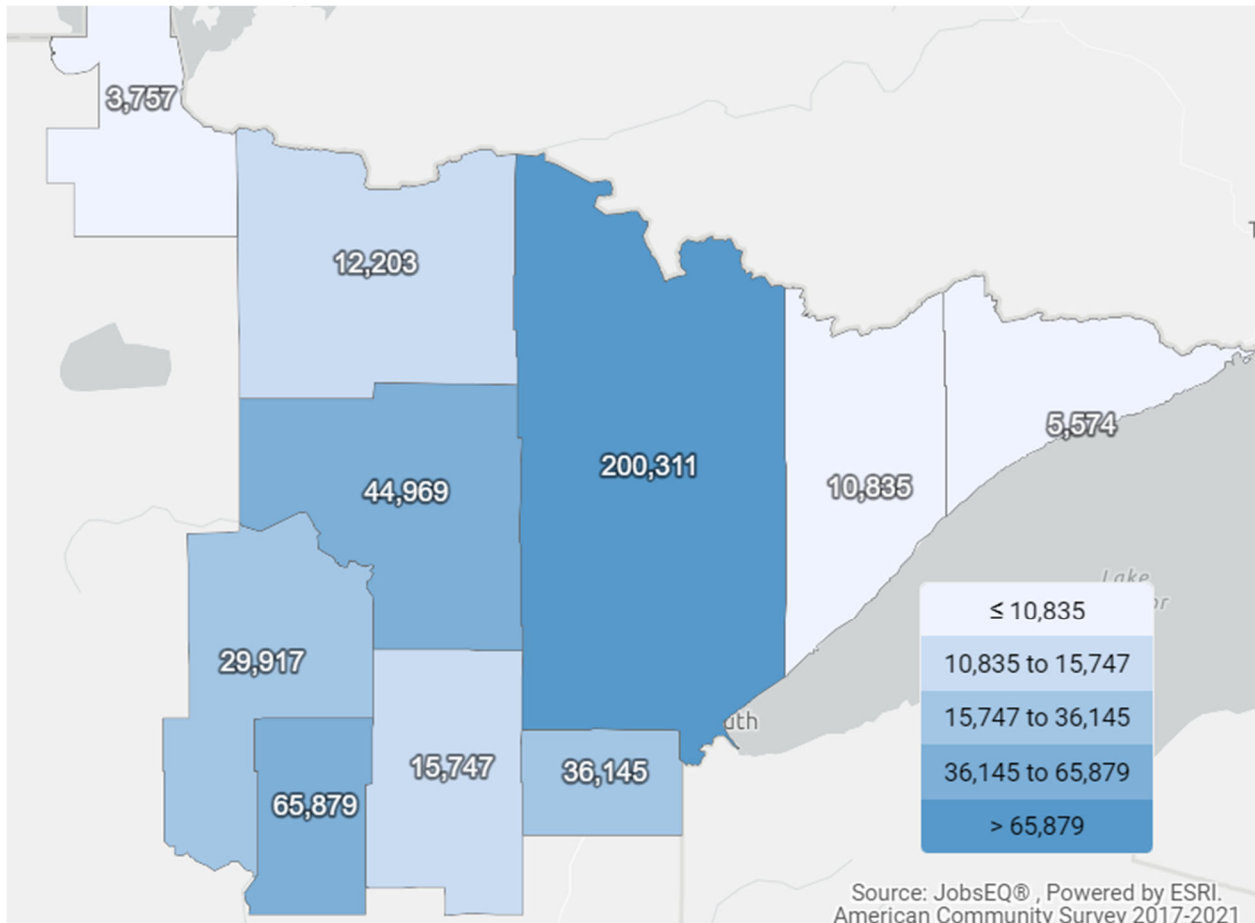 3,757
12,203
200,311
5,574
10,835
44,969
29,917
65,879
15,747
36,145
uth
Lake
or
T
≤ 10,835
10,835 to 15,747
15,747 to 36,145
36,145 to 65,879
> 65,879
Source: JobsEQ® , Powered by ESRI.
American Community Survey 2017-2021